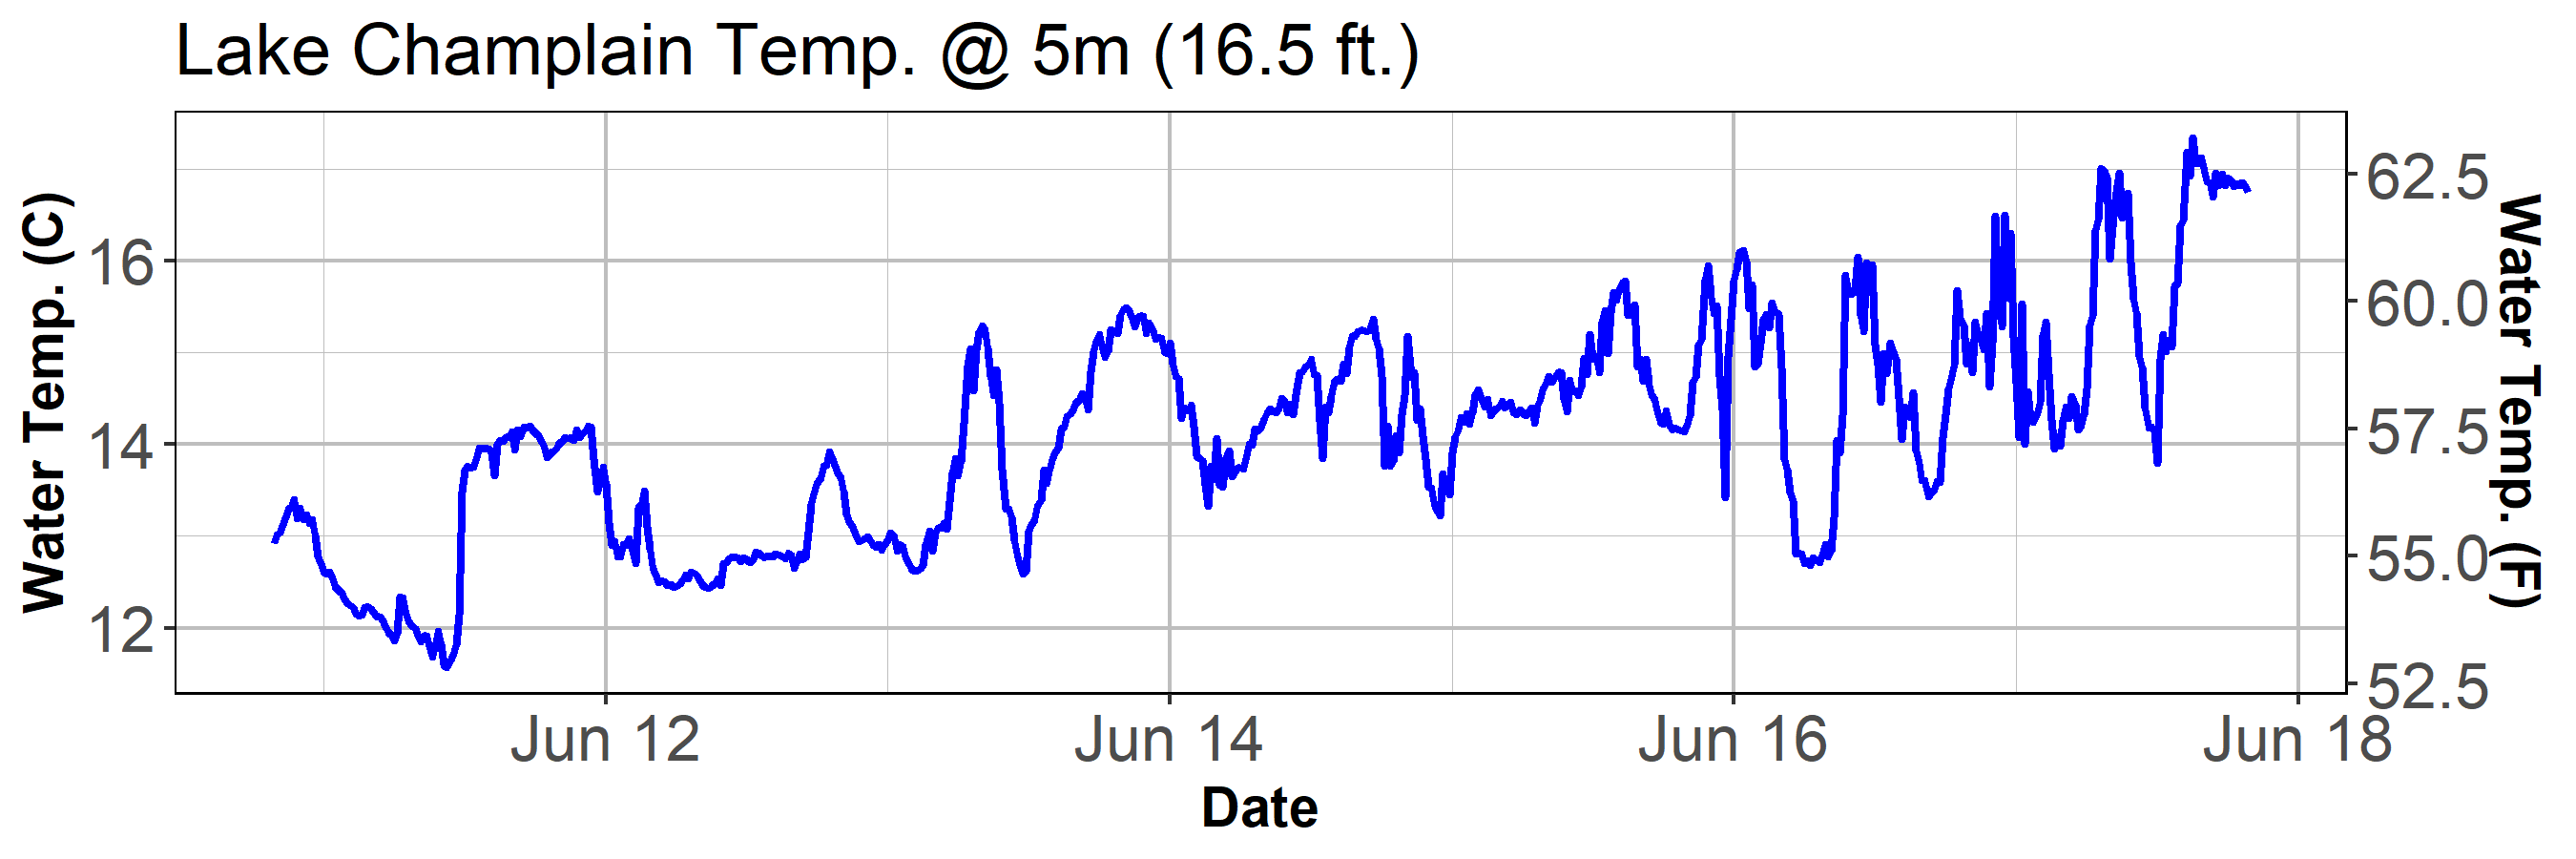 Lake Champlain Temp. @ 5m (16.5 ft.)
Water Temp. (C)
16
14
12
62.5
60.0
57.5
55.0
52.5
Water Temp. (F)
Jun 12
Jun 14
Jun 16
Jun 18
Date